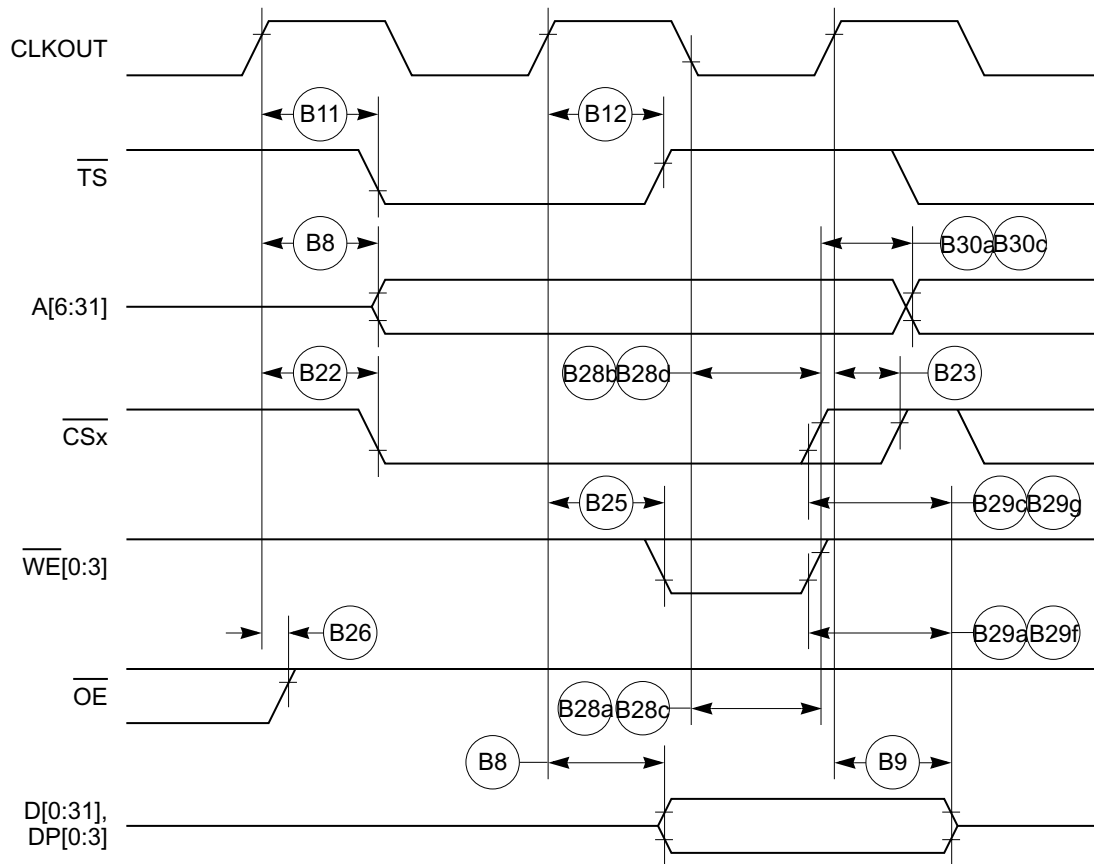 CLKOUT
B11
B12
TS
B8
B30a B30c
A[6:31]
B22
B28b B28d
B23
CSx
B25
B29c B29g
WE[0:3]
B26
B29a B29f
OE
B28a B28c
B8
B9
D[0:31],
DP[0:3]